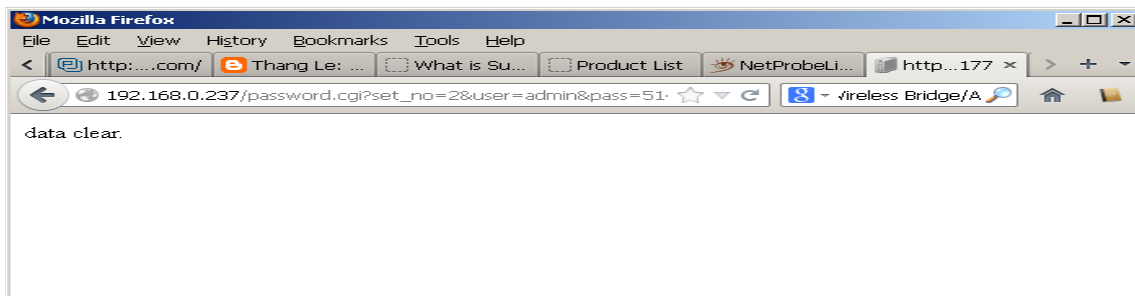 Mozilla Firefox
File Edit View History Bookmarks Tools Help
http:....com/ Thang Le: ... What is Su... Product List NetProbeLi... http...177
192.168.0.237/password.cgi?set_no=2&user=admin&pass=51 Wireless Bridge/A
data clear.